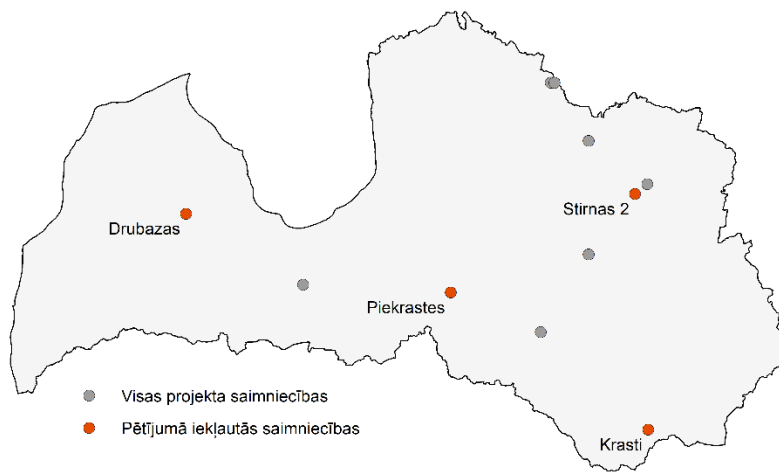 Stirnas 2
Drubazas
Piekrastes
Visas projekta saimniecības
Pētījumā iekļautās saimniecības
Krasti